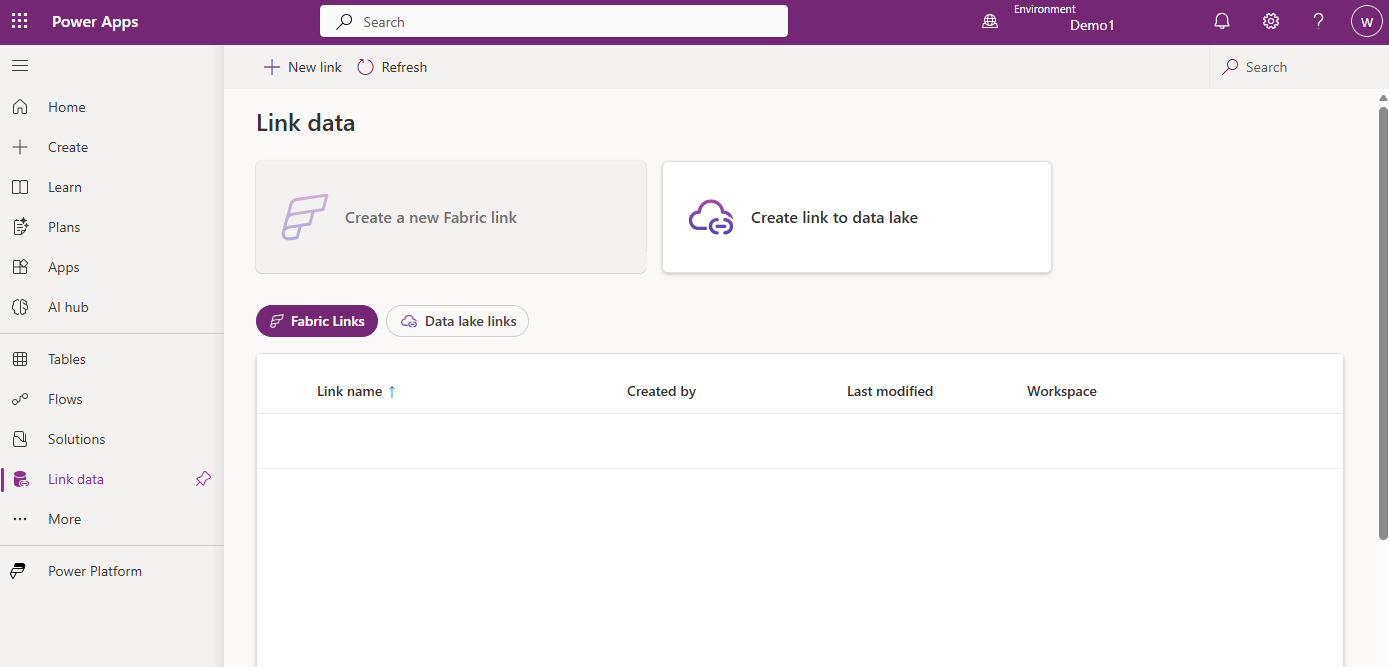 Power Apps
Search
Environment
Demo1
W
New link
Refresh
Search
Home
Create
Learn
Plans
Apps
AI hub
Tables
Flows
Solutions
Link data
More
Power Platform
Link data
Create a new Fabric link
Create link to data lake
Fabric Links
Data lake links
Link name ↑ Created by Last modified Workspace